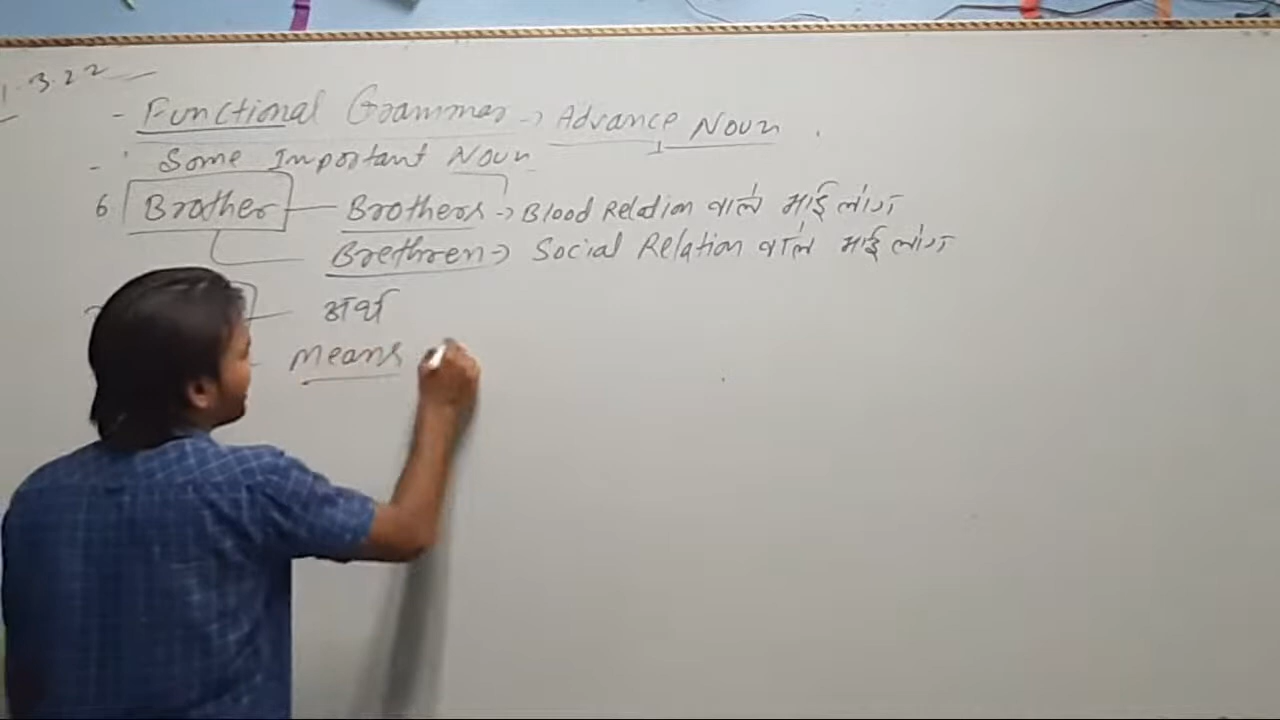 1.3.22
- Functional Grammar → Advance Noun.
- Some Important Noun
6 Brother Brothers → Blood Relation वाले भाई लोग
Brethren → Social Relation वाले भाई लोग
अर्थ
Means